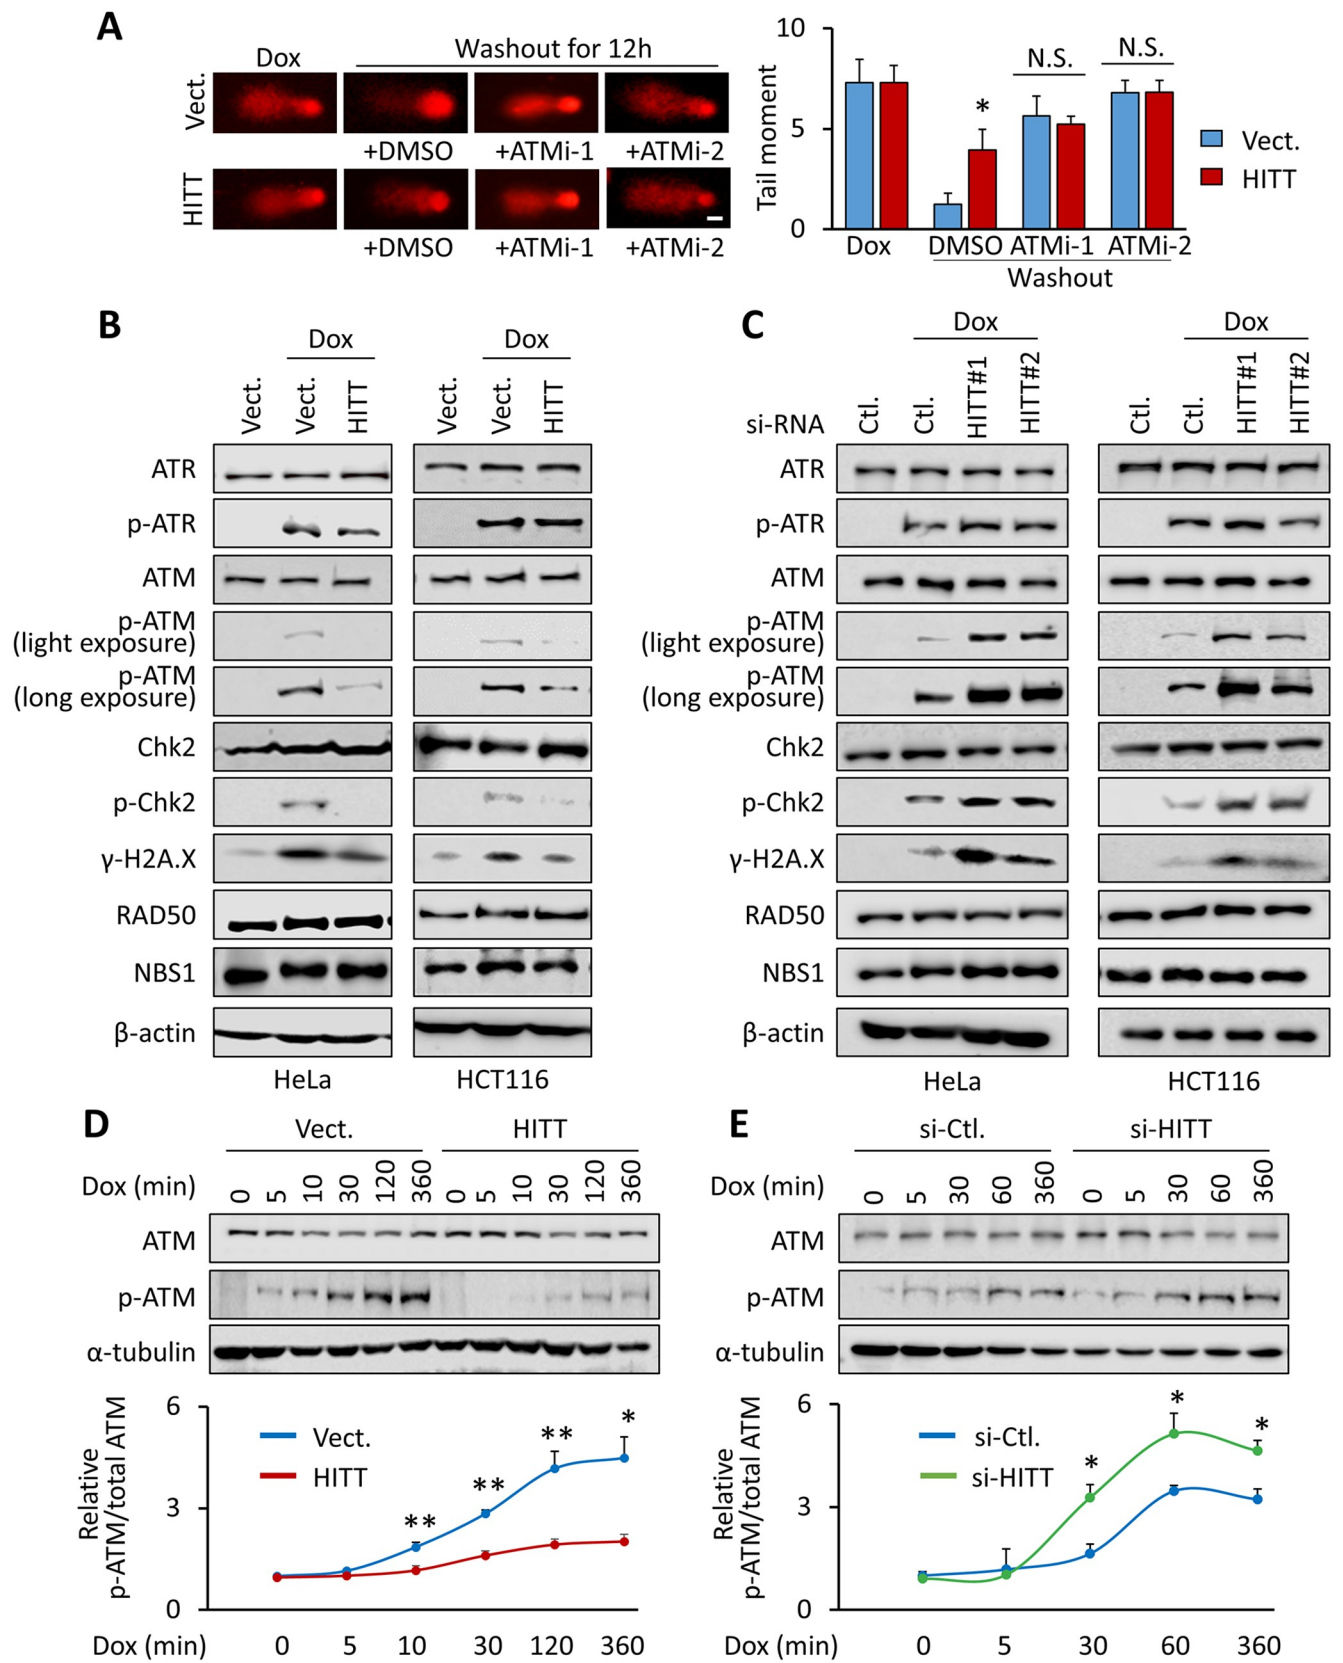 A
Dox
Washout for 12h
Vect.
+DMSO
+ATMi-1
+ATMi-2
HITT
+DMSO
+ATMi-1
+ATMi-2
Tail moment
10
5
0
*
N.S.
N.S.
Vect.
HITT
Dox
DMSO
ATMi-1
ATMi-2
Washout
B
Dox
Dox
Vect.
Vect.
HITT
Vect.
Vect.
HITT
ATR
p-ATR
ATM
p-ATM
(light exposure)
p-ATM
(long exposure)
Chk2
p-Chk2
γ-H2A.X
RAD50
NBS1
β-actin
HeLa
HCT116
C
Dox
Dox
si-RNA
Ctl.
Ctl.
HITT#1
HITT#2
Ctl.
Ctl.
HITT#1
HITT#2
ATR
p-ATR
ATM
p-ATM
(light exposure)
p-ATM
(long exposure)
Chk2
p-Chk2
γ-H2A.X
RAD50
NBS1
β-actin
HeLa
HCT116
D
Vect.
HITT
Dox (min)
0 5 10 30 120 360 0 5 10 30 120 360
ATM
p-ATM
α-tubulin
Relative
p-ATM/total ATM
6
3
0
Vect.
HITT
**
**
**
*
Dox (min) 0 5 10 30 120 360
E
si-Ctl.
si-HITT
Dox (min)
0 5 30 60 360 0 5 30 60 360
ATM
p-ATM
α-tubulin
Relative
p-ATM/total ATM
6
3
0
si-Ctl.
si-HITT
*
*
*
Dox (min) 0 5 30 60 360